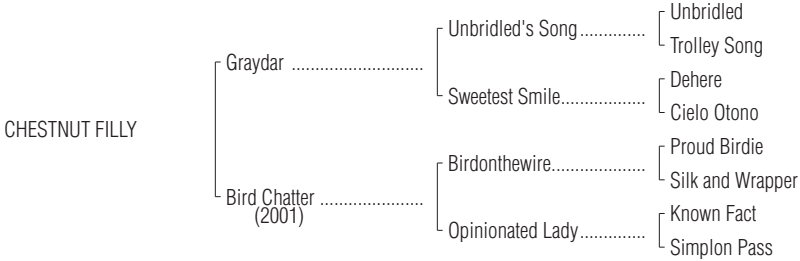 Unbridled
Unbridled's Song..............
Trolley Song
Graydar ............................
Dehere
Sweetest Smile..................
Cielo Otono
CHESTNUT FILLY
Proud Birdie
Birdonthewire....................
Silk and Wrapper
Bird Chatter ......................
(2001)
Known Fact
Opinionated Lady..............
Simplon Pass